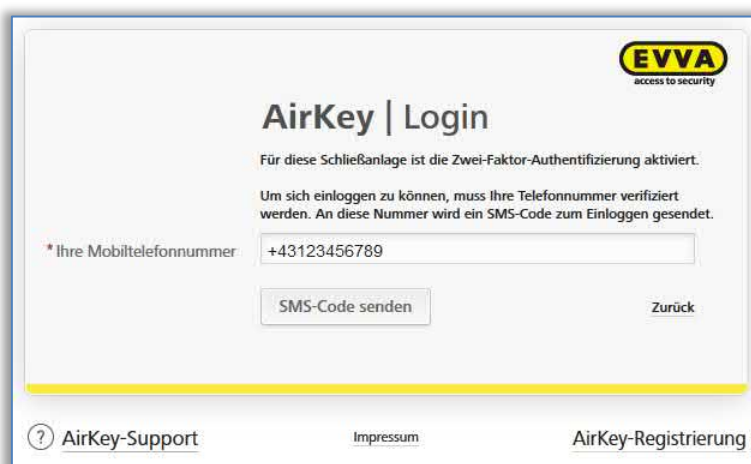 EVVA
access to security
AirKey | Login
Für diese Schließanlage ist die Zwei-Faktor-Authentifizierung aktiviert.
Um sich einloggen zu können, muss Ihre Telefonnummer verifiziert
werden. An diese Nummer wird ein SMS-Code zum Einloggen gesendet.
* Ihre Mobiltelefonnummer +43123456789
SMS-Code senden Zurück
? AirKey-Support Impressum AirKey-Registrierung